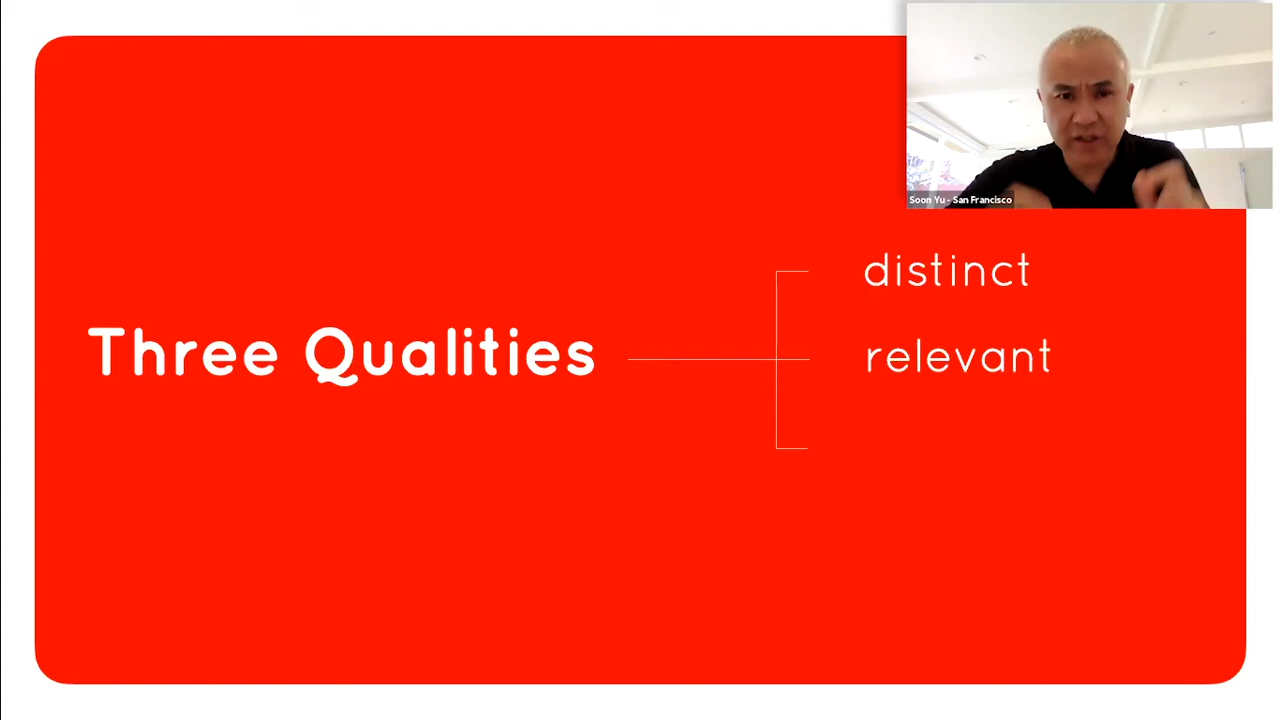 Soon Yu - San Francisco
distinct
Three Qualities
relevant